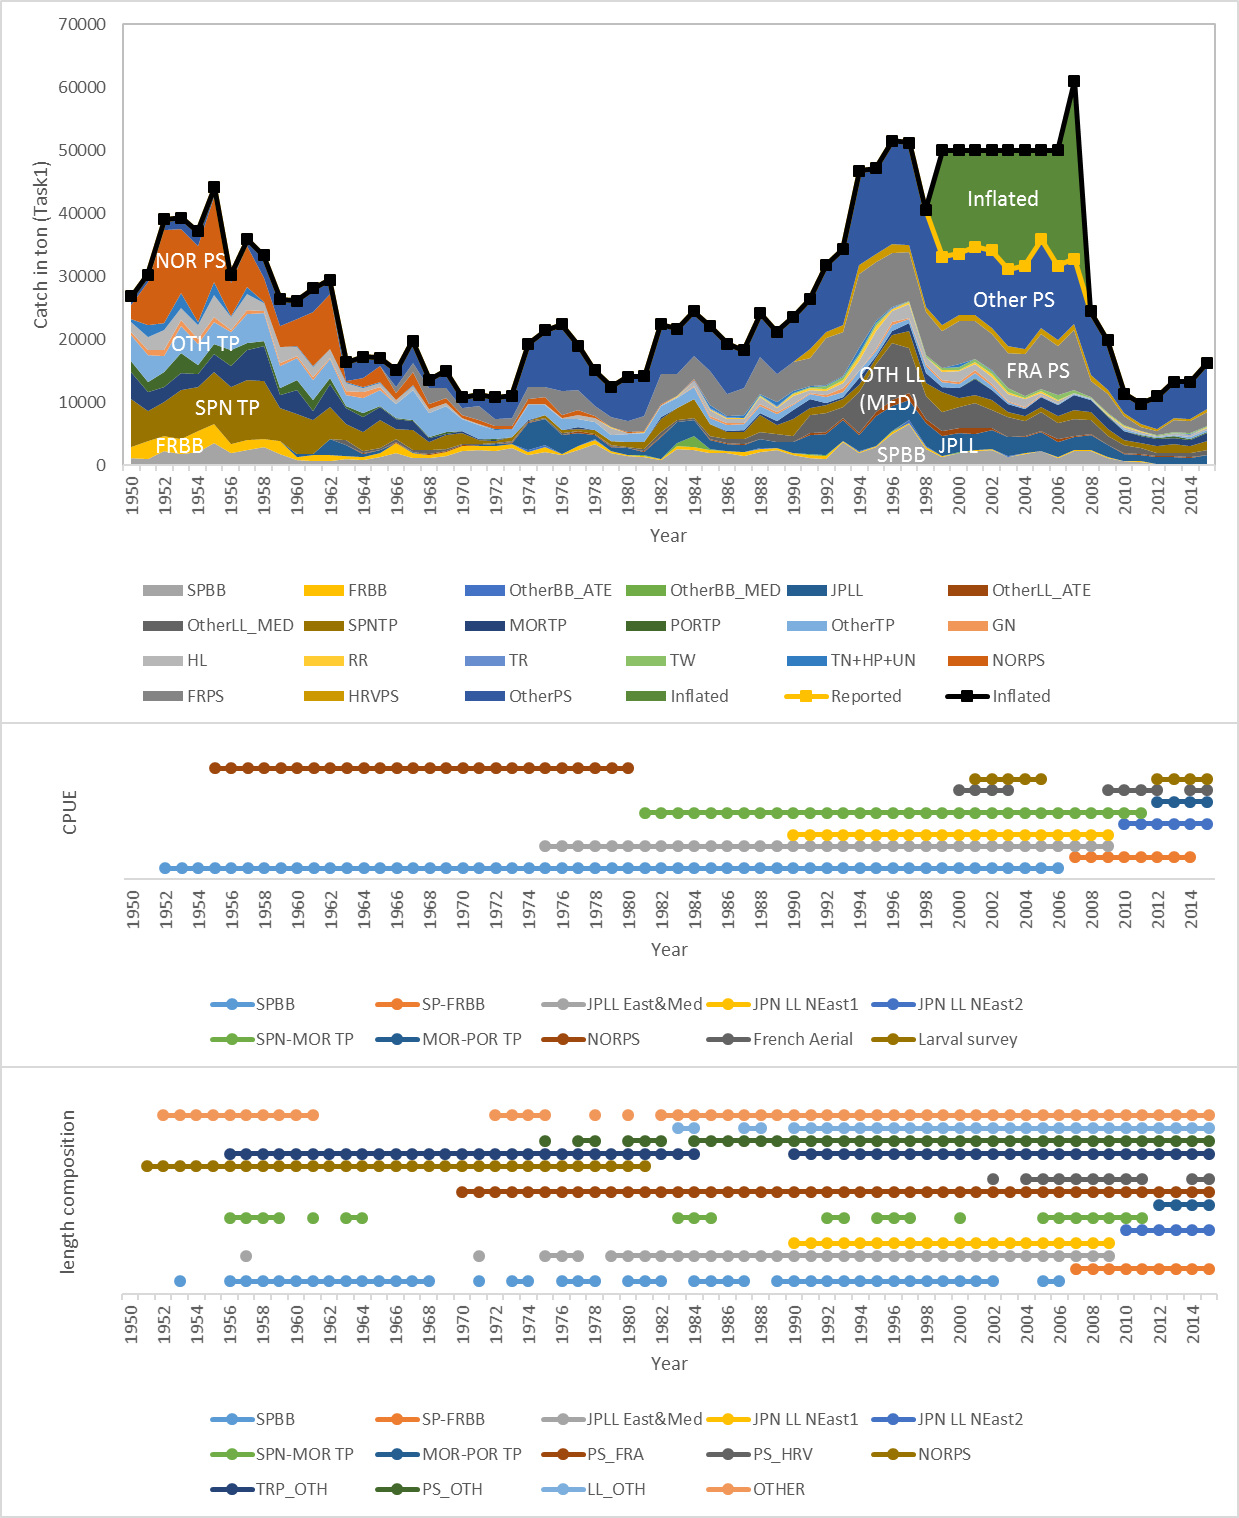 70000
60000
50000
40000
30000
20000
10000
0
Catch in ton (Task1)
NOR PS
OTH TP
SPN TP
FRBB
Inflated
Other PS
FRA PS
OTH LL
(MED)
JPLL
SPBB
1950 1952 1954 1956 1958 1960 1962 1964 1966 1968 1970 1972 1974 1976 1978 1980 1982 1984 1986 1988 1990 1992 1994 1996 1998 2000 2002 2004 2006 2008 2010 2012 2014
Year
SPBB FRBB OtherBB_ATE OtherBB_MED JPLL OtherLL_ATE
OtherLL_MED SPNTP MORTP PORTP OtherTP GN
HL RR TR TW TN+HP+UN NORPS
FRPS HRVPS OtherPS Inflated Reported Inflated
CPUE
1950 1952 1954 1956 1958 1960 1962 1964 1966 1968 1970 1972 1974 1976 1978 1980 1982 1984 1986 1988 1990 1992 1994 1996 1998 2000 2002 2004 2006 2008 2010 2012 2014
Year
SPBB SP-FRBB JPLL East&Med JPN LL NEast1 JPN LL NEast2
SPN-MOR TP MOR-POR TP NORPS French Aerial Larval survey
length composition
1950 1952 1954 1956 1958 1960 1962 1964 1966 1968 1970 1972 1974 1976 1978 1980 1982 1984 1986 1988 1990 1992 1994 1996 1998 2000 2002 2004 2006 2008 2010 2012 2014
Year
SPBB SP-FRBB JPLL East&Med JPN LL NEast1 JPN LL NEast2
SPN-MOR TP MOR-POR TP PS_FRA PS_HRV NORPS
TRP_OTH PS_OTH LL_OTH OTHER